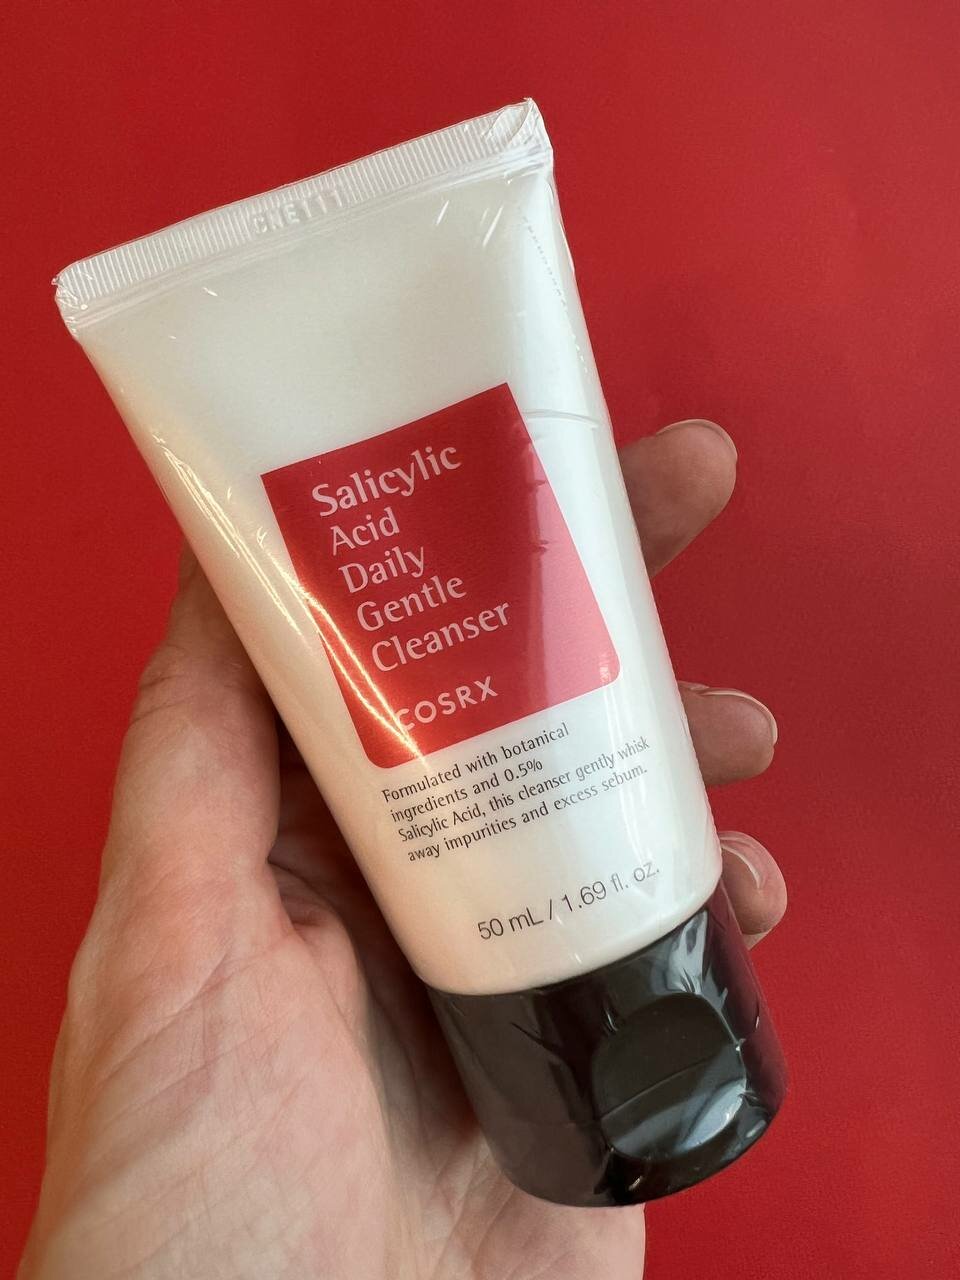 Salicylic
Acid
Daily
Gentle
Cleanser
COSRX
Formulated with botanical
ingredients and 0.5%
Salicylic Acid, this cleanser gently whisk
away impurities and excess sebum.
50 mL / 1.69 fl. oz.